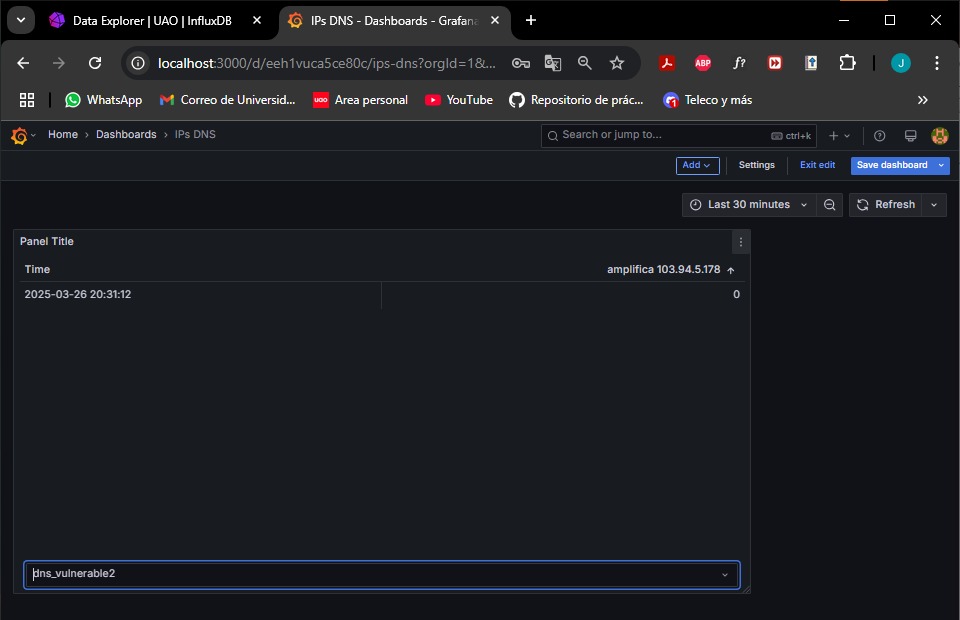 Data Explorer | UAO | InfluxDB
IPs DNS - Dashboards - Grafana
localhost:3000/d/eeh1vuca5ce80c/ips-dns?orgId=1&...
ABP
f?
J
WhatsApp
Correo de Universid...
UAO
Area personal
YouTube
Repositorio de prác...
Teleco y más
Home › Dashboards › IPs DNS
Search or jump to...
ctrl+k
Add
Settings
Exit edit
Save dashboard
Last 30 minutes
Refresh
Panel Title
Time
amplifica 103.94.5.178
2025-03-26 20:31:12
0
dns_vulnerable2